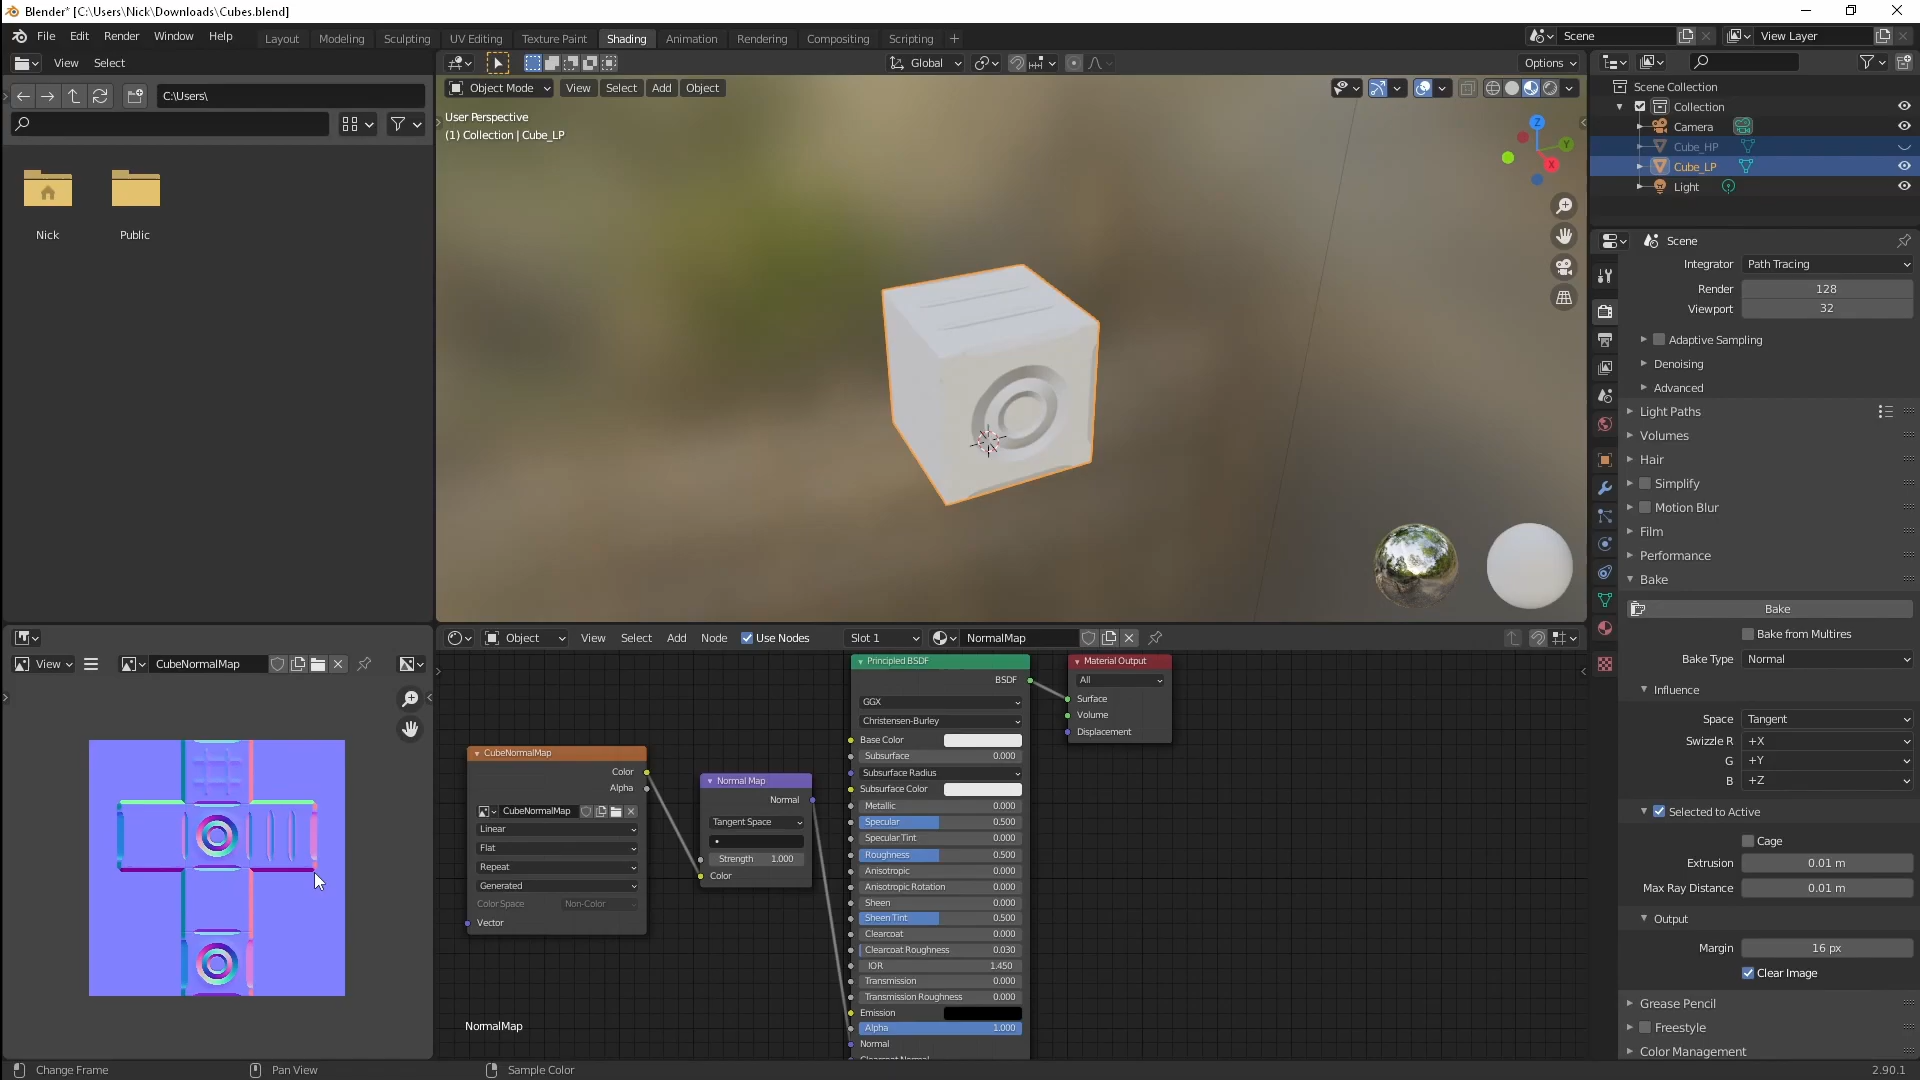 Blender* [C:\Users\Nick\Downloads\Cubes.blend]
File Edit Render Window Help Layout Modeling Sculpting UV Editing Texture Paint Shading Animation Rendering Compositing Scripting + Scene View Layer
View Select
Global
Options
C:\Users\
Object Mode View Select Add Object
User Perspective
(1) Collection | Cube_LP
Z
Y
X
Nick Public
Scene Collection
Collection
Camera
Cube_HP
Cube_LP
Light
Scene
Integrator Path Tracing
Render 128
Viewport 32
Adaptive Sampling
Denoising
Advanced
Light Paths
Volumes
Hair
Simplify
Motion Blur
Film
Performance
Bake
Bake
Bake from Multires
Bake Type Normal
Influence
Space Tangent
Swizzle R +X
G +Y
B +Z
Selected to Active
Cage
Extrusion 0.01 m
Max Ray Distance 0.01 m
Output
Margin 16 px
Clear Image
Grease Pencil
Freestyle
Color Management
View CubeNormalMap
Object View Select Add Node Use Nodes Slot 1 NormalMap
CubeNormalMap
Color
Alpha
CubeNormalMap
Linear
Flat
Repeat
Generated
Color Space Non-Color
Vector
Normal Map
Normal
Tangent Space
Strength 1.000
Color
Principled BSDF
BSDF
GGX
Christensen-Burley
Base Color
Subsurface 0.000
Subsurface Radius
Subsurface Color
Metallic 0.000
Specular 0.500
Specular Tint 0.000
Roughness 0.500
Anisotropic 0.000
Anisotropic Rotation 0.000
Sheen 0.000
Sheen Tint 0.500
Clearcoat 0.000
Clearcoat Roughness 0.030
IOR 1.450
Transmission 0.000
Transmission Roughness 0.000
Emission
Alpha 1.000
Normal
Clearcoat Normal
Material Output
All
Surface
Volume
Displacement
NormalMap
Change Frame Pan View Sample Color 2.90.1